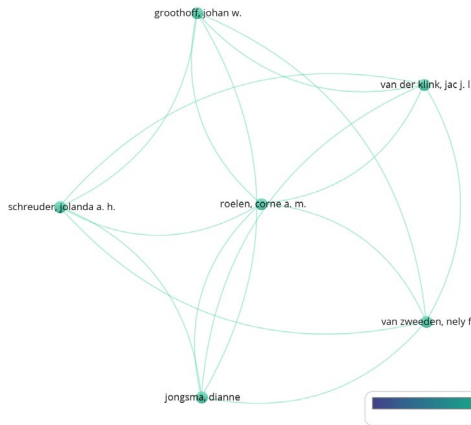 groothoff, johan w.
van der klink, jac j. l
schreuder, jolanda a. h.
roelen, corne a. m.
van zweeden, nely f
jongsma, dianne